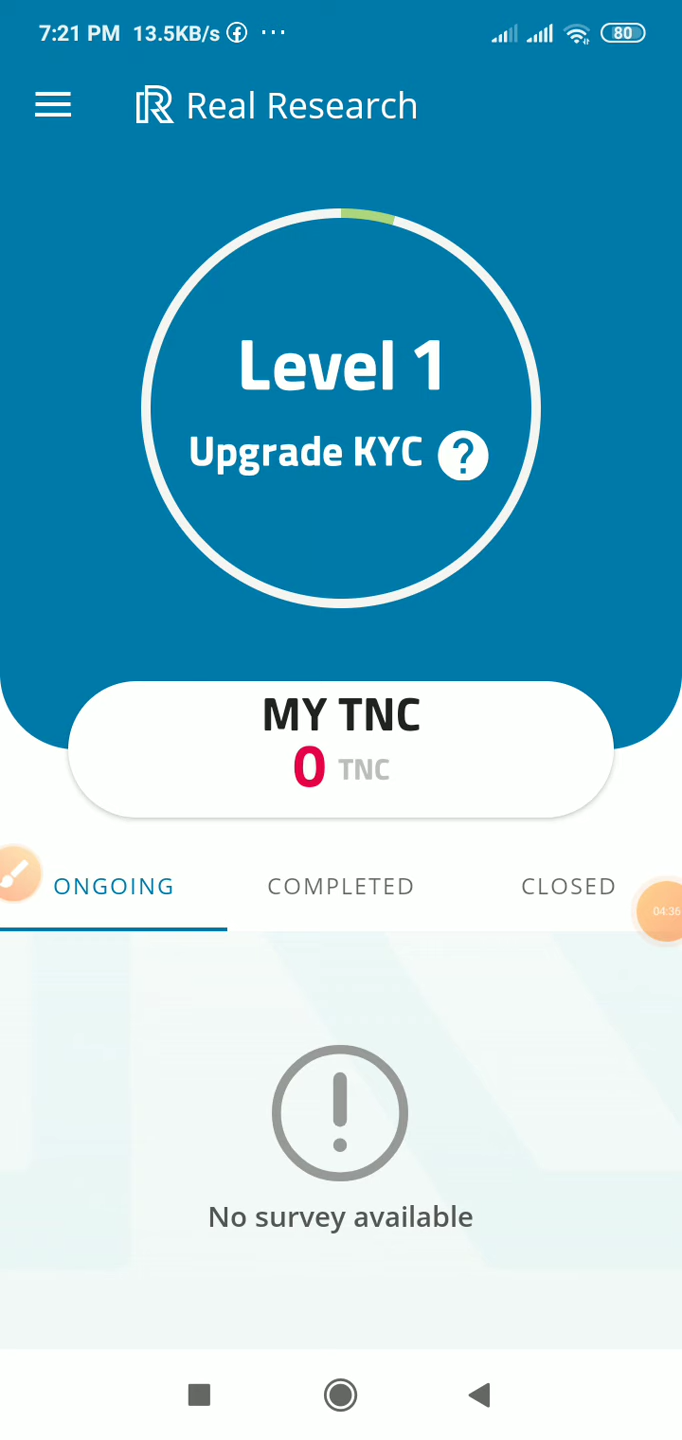 7:21 PM 13.5KB/s ··· 80
Real Research
Level 1
Upgrade KYC ?
MY TNC
0 TNC
ONGOING COMPLETED CLOSED
04:36
No survey available